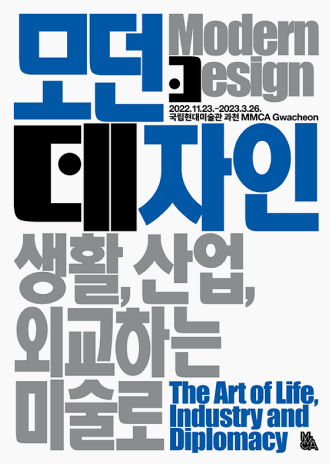 모던
Modern
Design
2022.11.23.-2023.3.26.
국립현대미술관 과천 MMCA Gwacheon
데자인
생활, 산업,
외교하는
미술로
The Art of Life,
Industry and
Diplomacy
MMCA